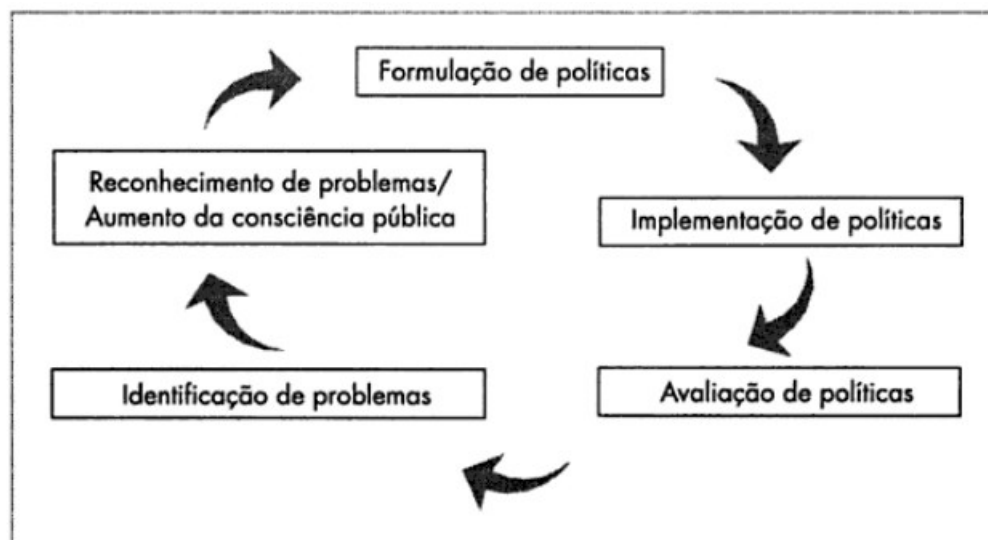 Formulação de políticas
Reconhecimento de problemas/
Aumento da consciência pública
Implementação de políticas
Identificação de problemas
Avaliação de políticas